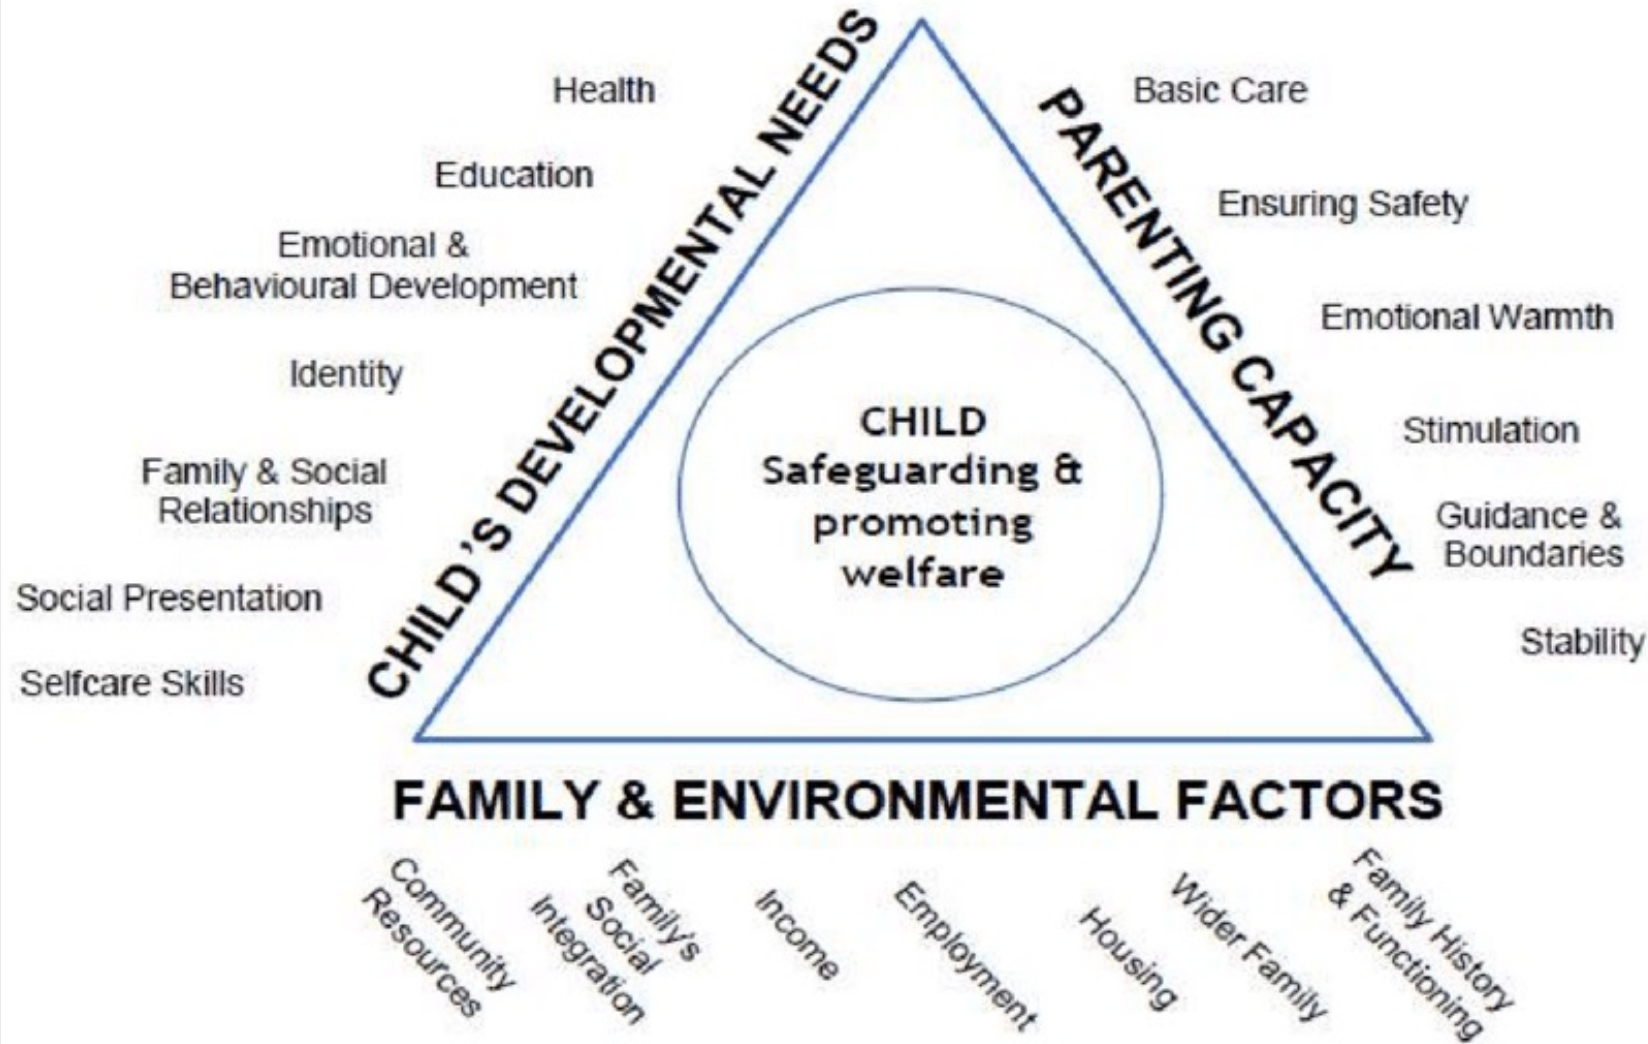 CHILD'S DEVELOPMENTAL NEEDS
Health
Education
Emotional &
Behavioural Development
Identity
Family & Social
Relationships
Social Presentation
Selfcare Skills
PARENTING CAPACITY
Basic Care
Ensuring Safety
Emotional Warmth
Stimulation
Guidance &
Boundaries
Stability
CHILD
Safeguarding &
promoting
welfare
FAMILY & ENVIRONMENTAL FACTORS
Community
Resources
Family's
Social
Integration
Income
Employment
Housing
Wider Family
Family History
& Functioning